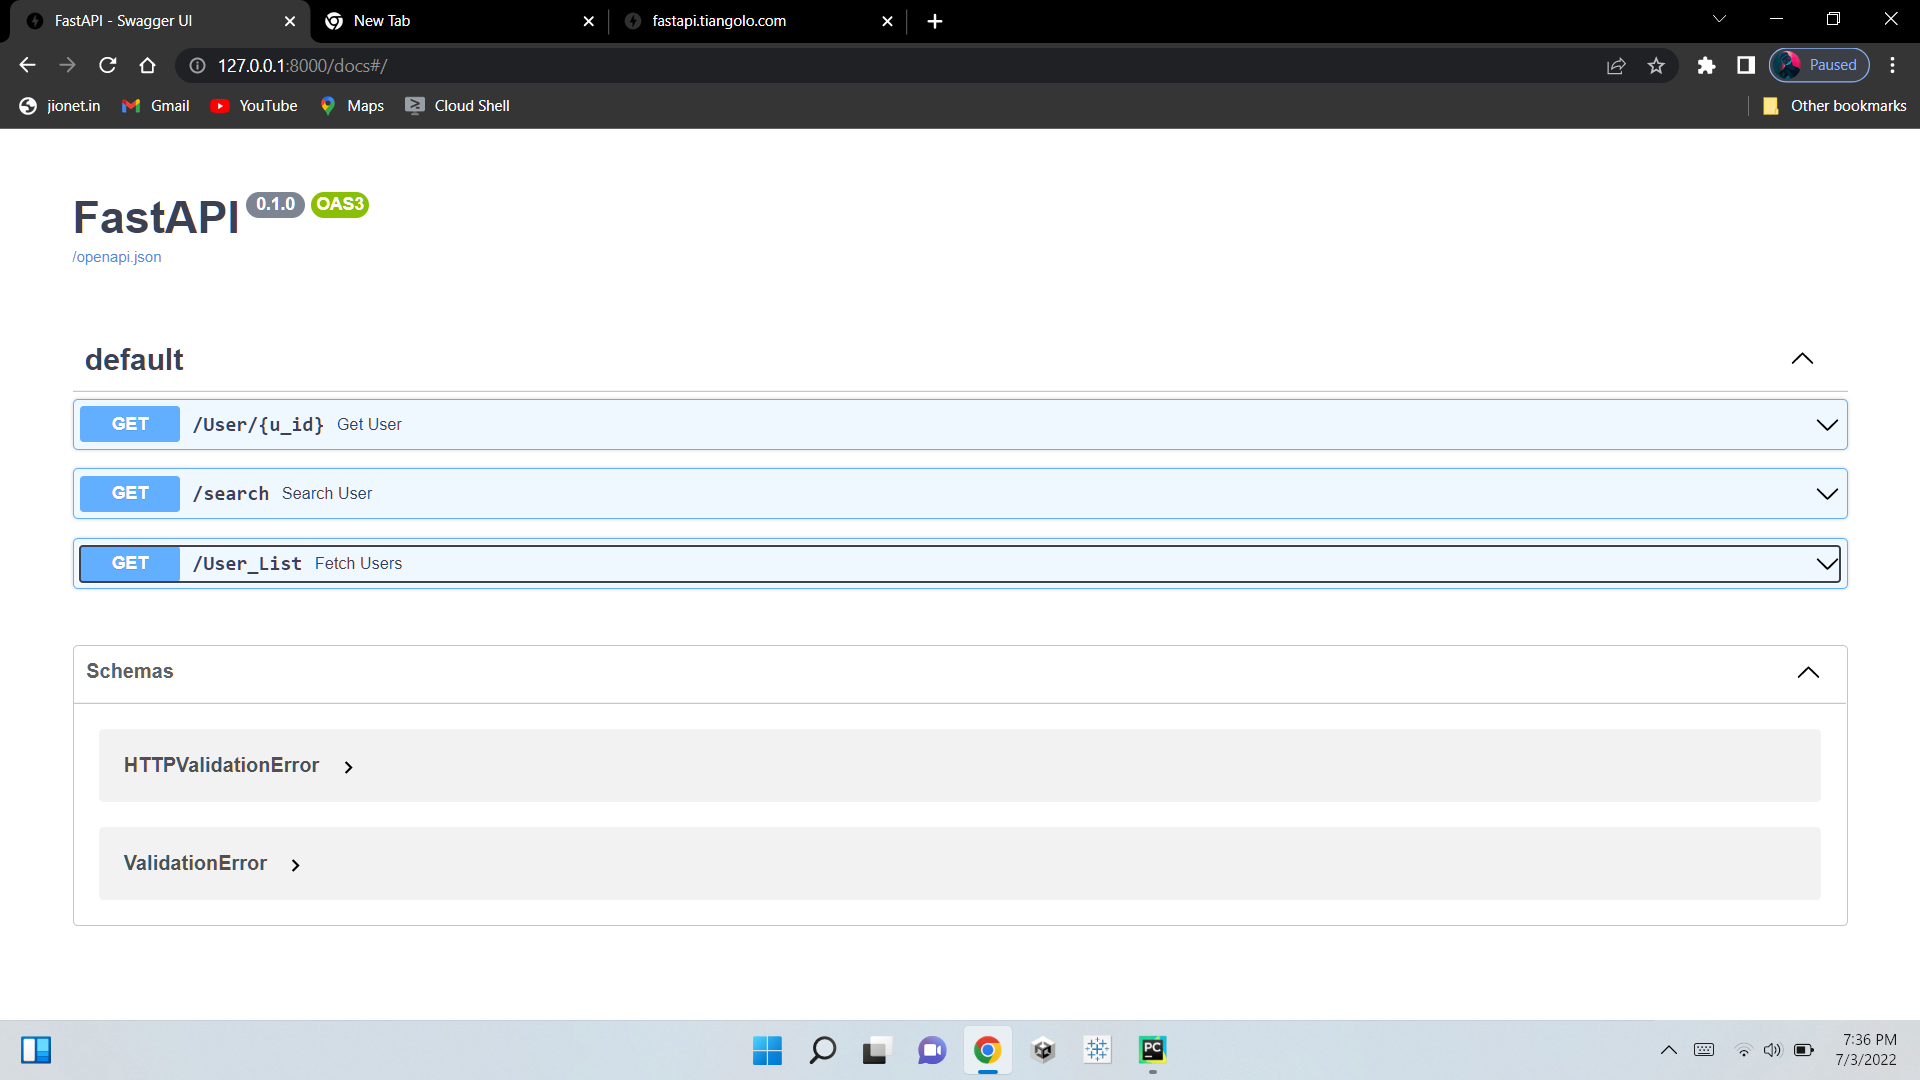 FastAPI - Swagger UI
New Tab
fastapi.tiangolo.com
127.0.0.1:8000/docs#/
Paused
jionet.in
Gmail
YouTube
Maps
Cloud Shell
Other bookmarks
FastAPI 0.1.0 OAS3
/openapi.json
default
GET /User/{u_id} Get User
GET /search Search User
GET /User_List Fetch Users
Schemas
HTTPValidationError
ValidationError
PC
7:36 PM
7/3/2022